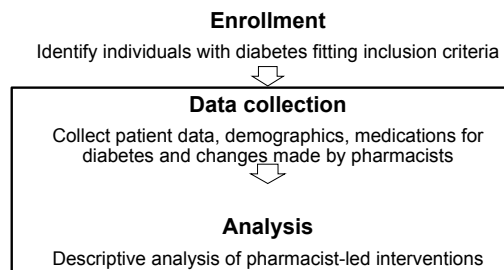 Enrollment
Identify individuals with diabetes fitting inclusion criteria
Data collection
Collect patient data, demographics, medications for
diabetes and changes made by pharmacists
Analysis
Descriptive analysis of pharmacist-led interventions